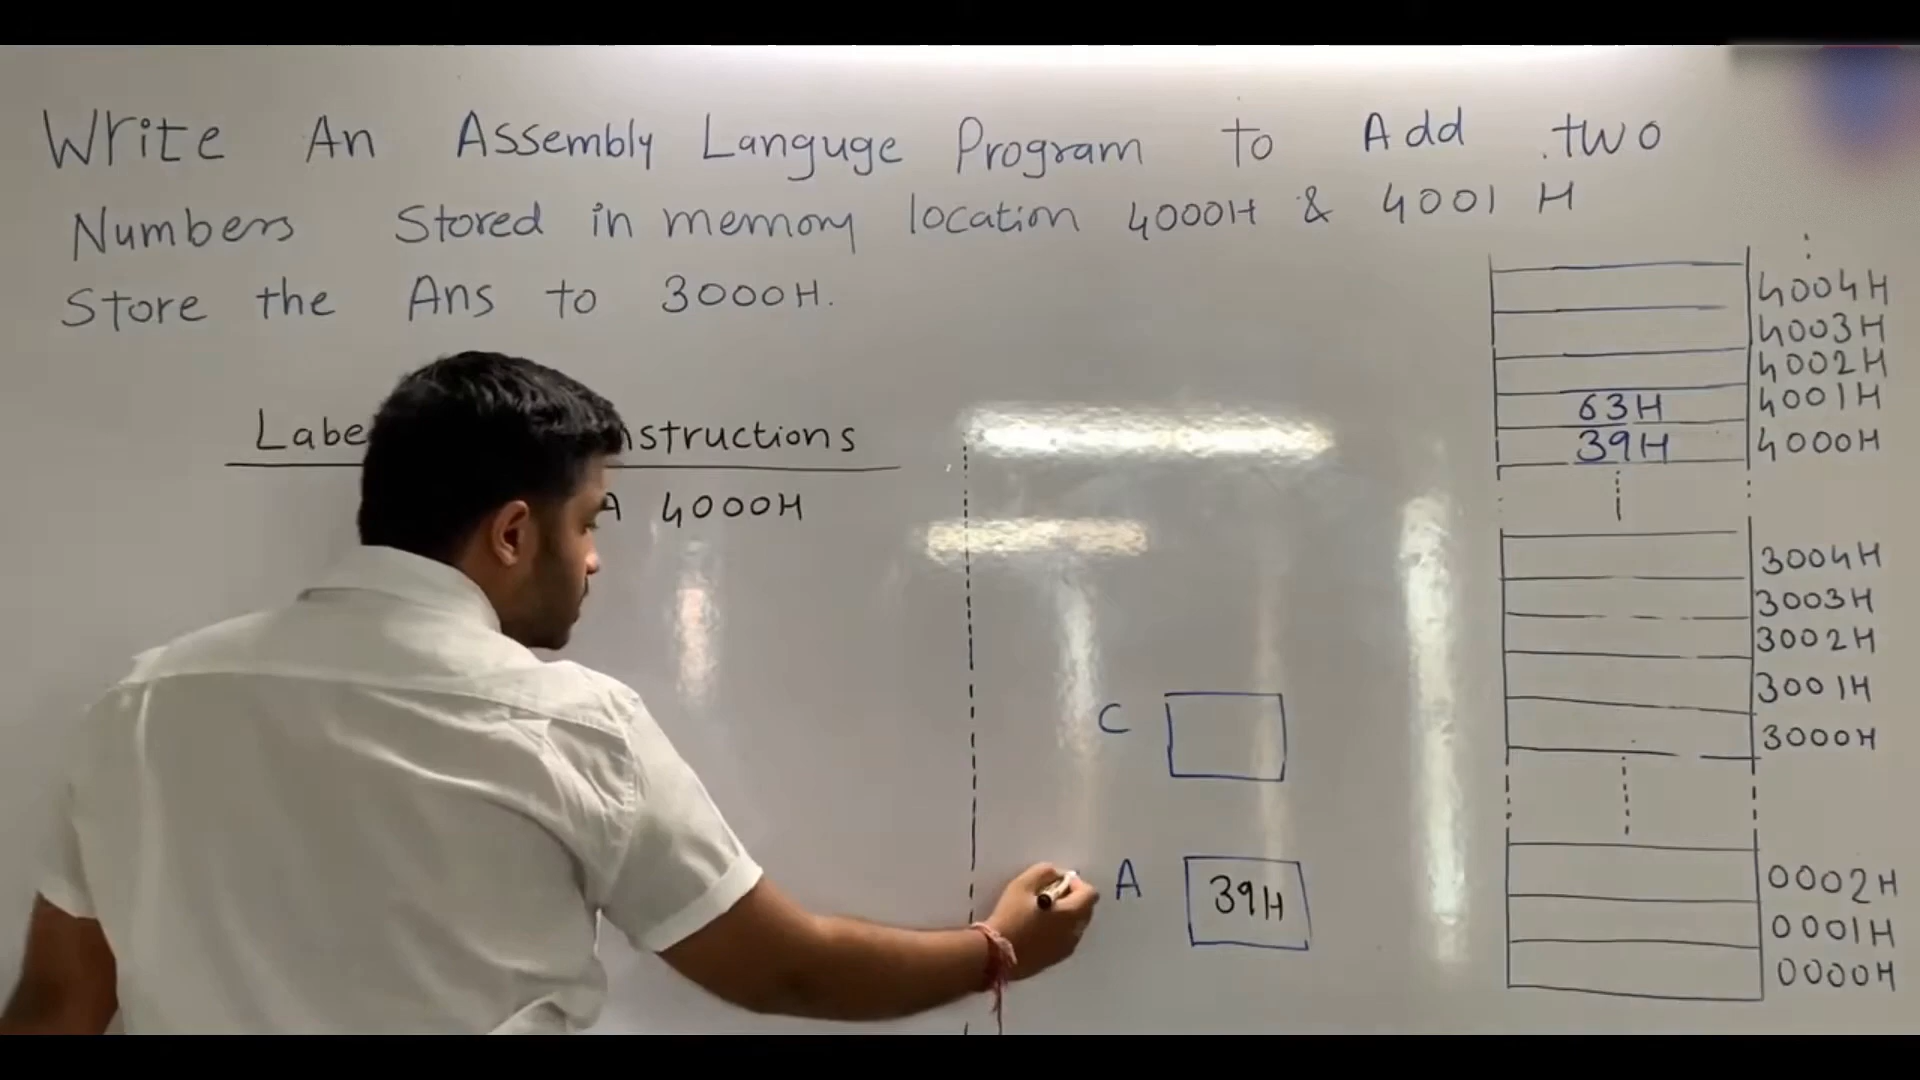 Write An Assembly Languge Program to Add two
Numbers Stored in memory location 4000H & 4001 H
Store the Ans to 3000H.
Labe nstructions
A 4000H
C
A 39H
4004H
4003H
4002H
63H 4001H
39H 4000H
3004H
3003H
3002H
3001H
3000H
0002H
0001H
0000H